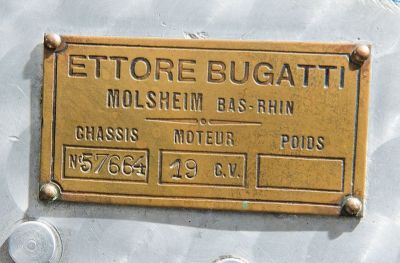 ETTORE BUGATTI
MOLSHEIM BAS-RHIN
CHASSIS MOTEUR POIDS
Nº57664 19 C.V.